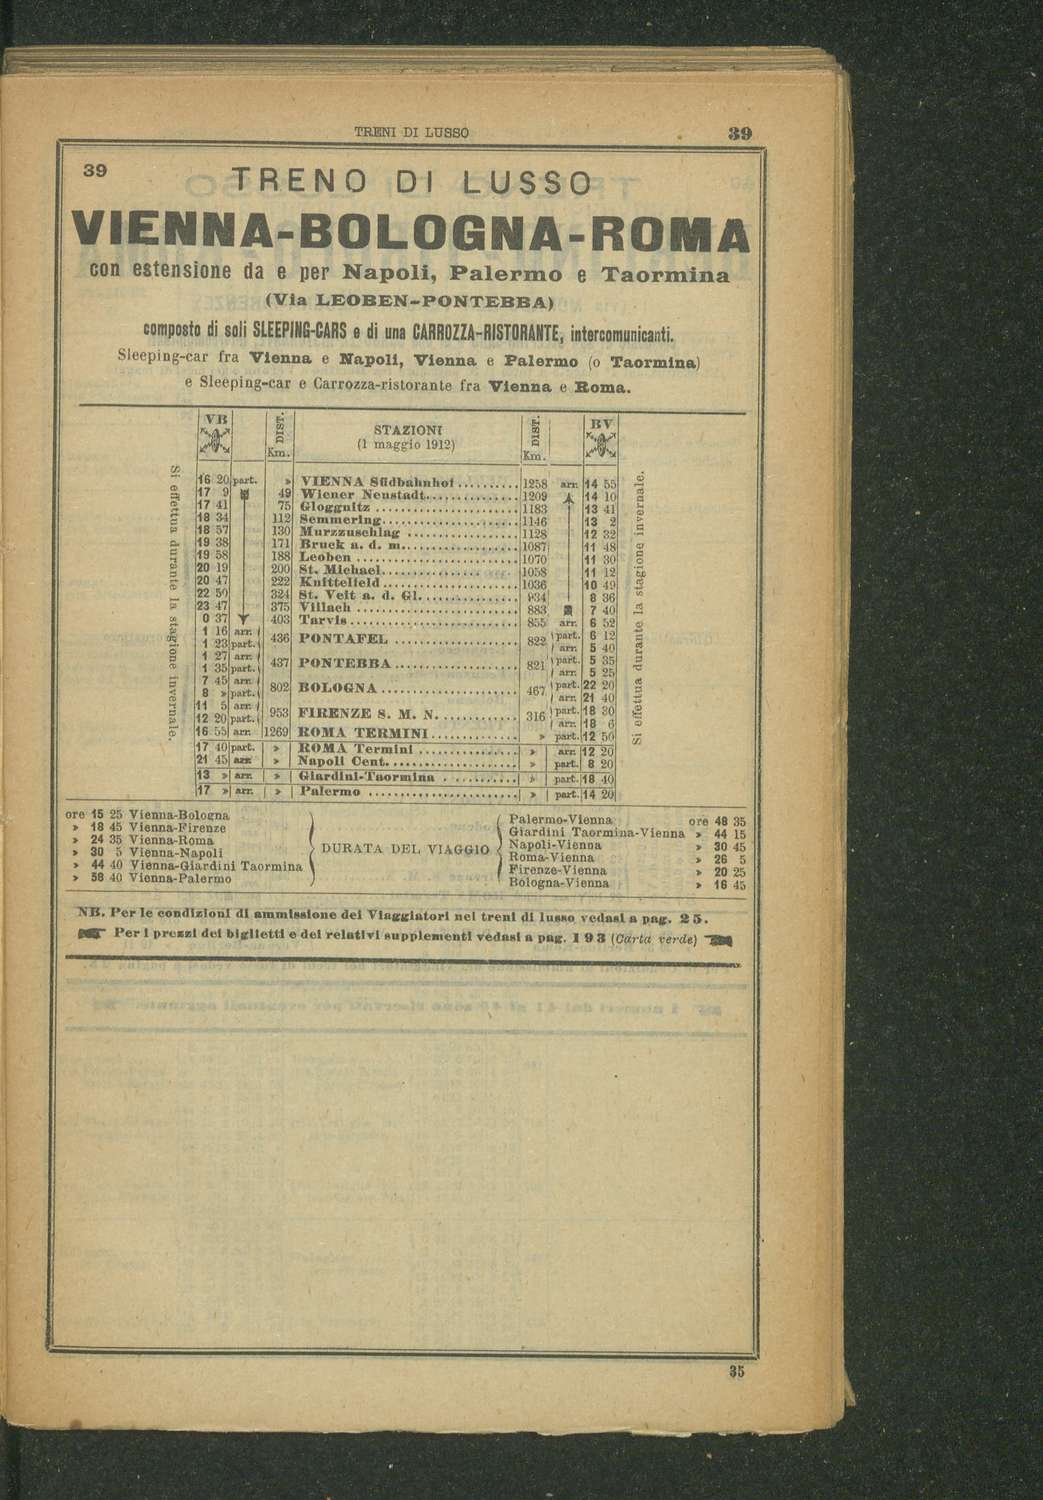 TRENI DI LUSSO 39
39
TRENO DI LUSSO
VIENNA-BOLOGNA-ROMA
con estensione da e per Napoli, Palermo e Taormina
(Via LEOBEN-PONTEBBA)
composto di soli SLEEPING-CARS e di una CARROZZA-RISTORANTE, intercomunicanti.
Sleeping-car fra Vienna e Napoli, Vienna e Palermo (o Taormina)
e Sleeping-car e Carrozza-ristorante fra Vienna e Roma.
VB DIST. Km. STAZIONI (1 maggio 1912) DIST. Km. BV
Si effettua durante la stagione invernale.
16 20 part. » VIENNA Südbahnhof 1258 arr. 14 55
17 9 49 Wiener Neustadt 1209 14 10
17 41 75 Gloggnitz 1183 13 41
18 34 112 Semmering 1146 13 2
18 57 130 Murzzuschlag 1128 12 32
19 38 171 Bruck a. d. m. 1087 11 48
19 58 188 Leoben 1070 11 30
20 19 200 St. Michael 1058 11 12
20 47 222 Knittelfeld 1036 10 49
22 50 324 St. Veit a. d. Gl. 934 8 36
23 47 375 Villach 883 7 40
0 37 403 Tarvis 855 arr. 6 52
1 16 arr. 436 PONTAFEL 822 part. 6 12
1 23 part. arr. 5 40
1 27 arr. 437 PONTEBBA 821 part. 5 35
1 35 part. arr. 5 25
7 45 arr. 802 BOLOGNA 467 part. 22 20
8 » part. arr. 21 40
11 5 arr. 953 FIRENZE S. M. N. 316 part. 18 30
12 20 part. arr. 18 6
16 55 arr. 1269 ROMA TERMINI » part. 12 50
17 40 part. » ROMA Termini » arr. 12 20
21 45 arr. » Napoli Cent. » part. 8 20
13 » arr. » Giardini-Taormina » part. 18 40
17 » arr. » Palermo » part. 14 20
Si effettua durante la stagione invernale.
ore 15 25 Vienna-Bologna
» 18 45 Vienna-Firenze
» 24 35 Vienna-Roma
» 30 5 Vienna-Napoli
» 44 40 Vienna-Giardini Taormina
» 58 40 Vienna-Palermo
DURATA DEL VIAGGIO
Palermo-Vienna ore 48 35
Giardini Taormina-Vienna » 44 15
Napoli-Vienna » 30 45
Roma-Vienna » 26 5
Firenze-Vienna » 20 25
Bologna-Vienna » 16 45
NB. Per le condizioni di ammissione dei Viaggiatori nei treni di lusso vedasi a pag. 25.
Per i prezzi dei biglietti e dei relativi supplementi vedasi a pag. 193 (Carta verde)
35